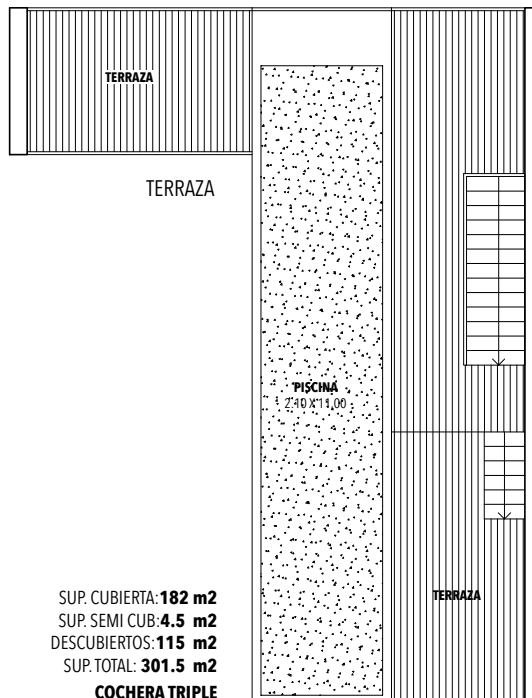 TERRAZA
TERRAZA
PISCINA
2.10 X 11.00
TERRAZA
SUP. CUBIERTA:182 m2
SUP. SEMI CUB:4.5 m2
DESCUBIERTOS:115 m2
SUP. TOTAL: 301.5 m2
COCHERA TRIPLE